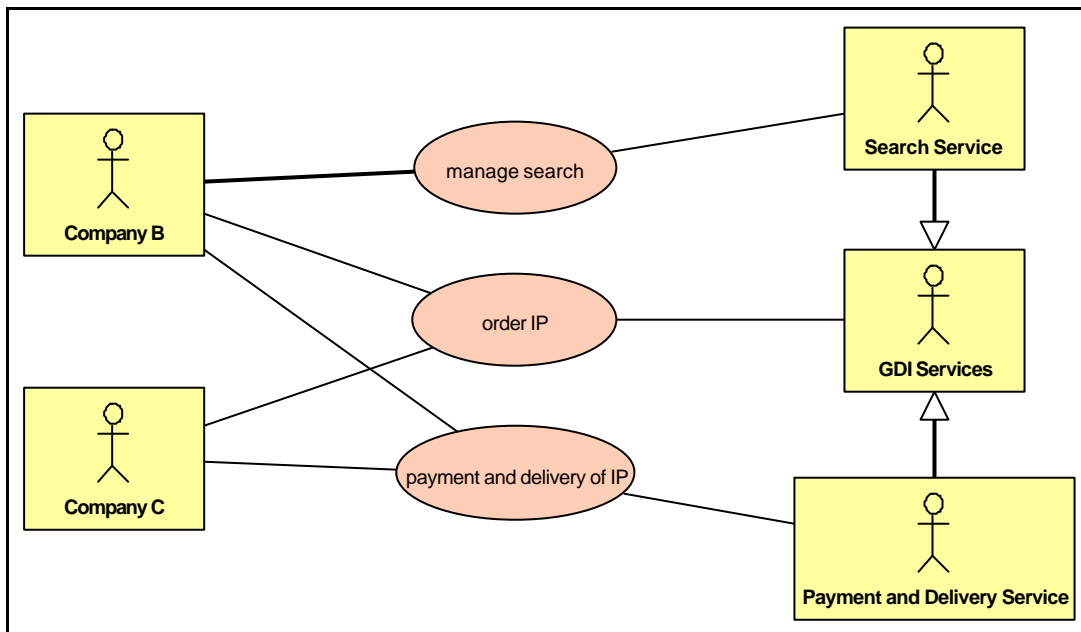 Search Service
manage search
Company B
order IP
GDI Services
payment and delivery of IP
Company C
Payment and Delivery Service